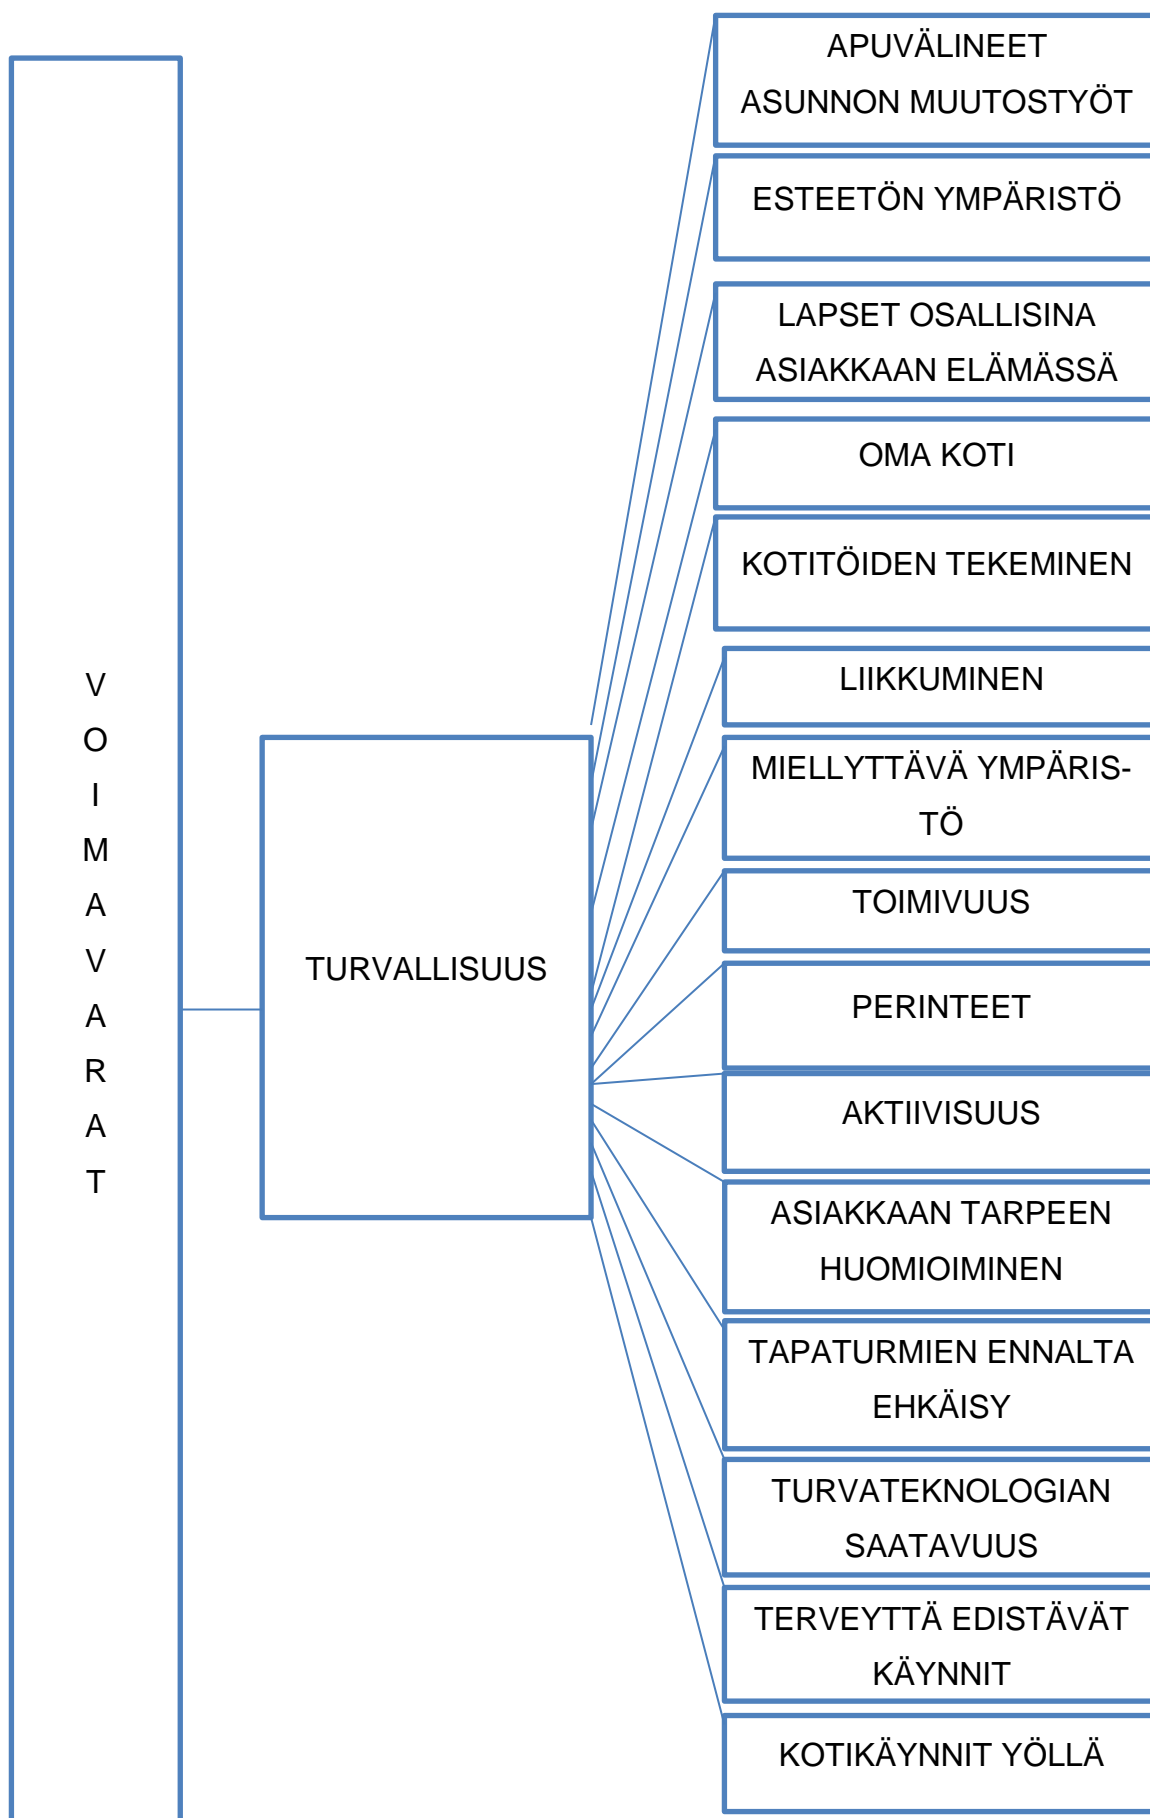 V
O
I
M
A
V
A
R
A
T
TURVALLISUUS
APUVÄLINEET
ASUNNON MUUTOSTYÖT
ESTEETÖN YMPÄRISTÖ
LAPSET OSALLISINA
ASIAKKAAN ELÄMÄSSÄ
OMA KOTI
KOTITÖIDEN TEKEMINEN
LIIKKUMINEN
MIELLYTTÄVÄ YMPÄRIS-
TÖ
TOIMIVUUS
PERINTEET
AKTIIVISUUS
ASIAKKAAN TARPEEN
HUOMIOIMINEN
TAPATURMIEN ENNALTA
EHKÄISY
TURVATEKNOLOGIAN
SAATAVUUS
TERVEYTTÄ EDISTÄVÄT
KÄYNNIT
KOTIKÄYNNIT YÖLLÄ